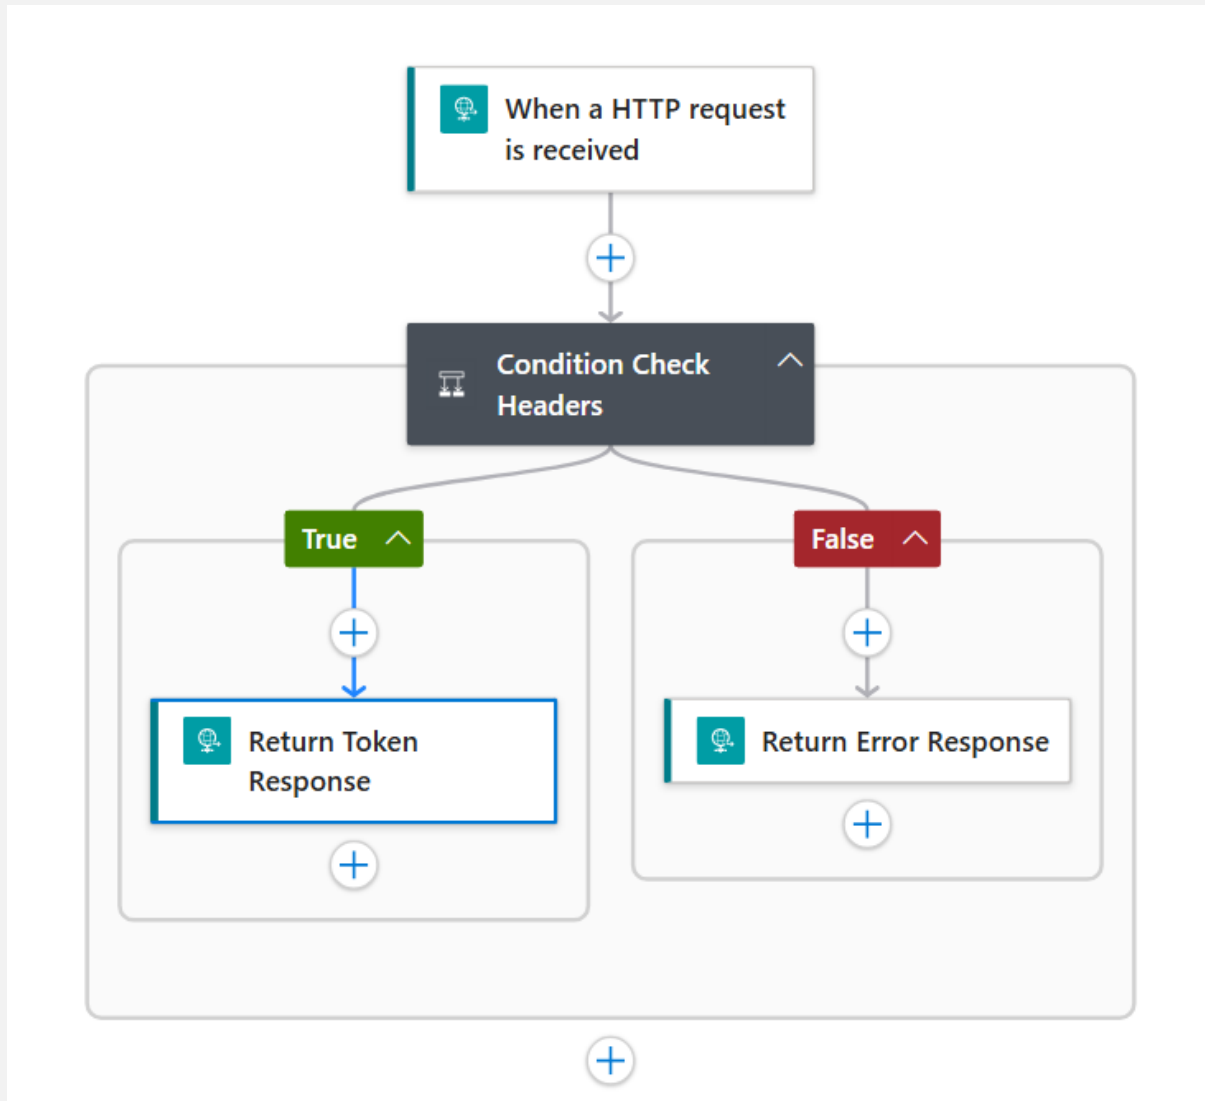 When a HTTP request
is received
Condition Check
Headers
True
False
Return Token
Response
Return Error Response